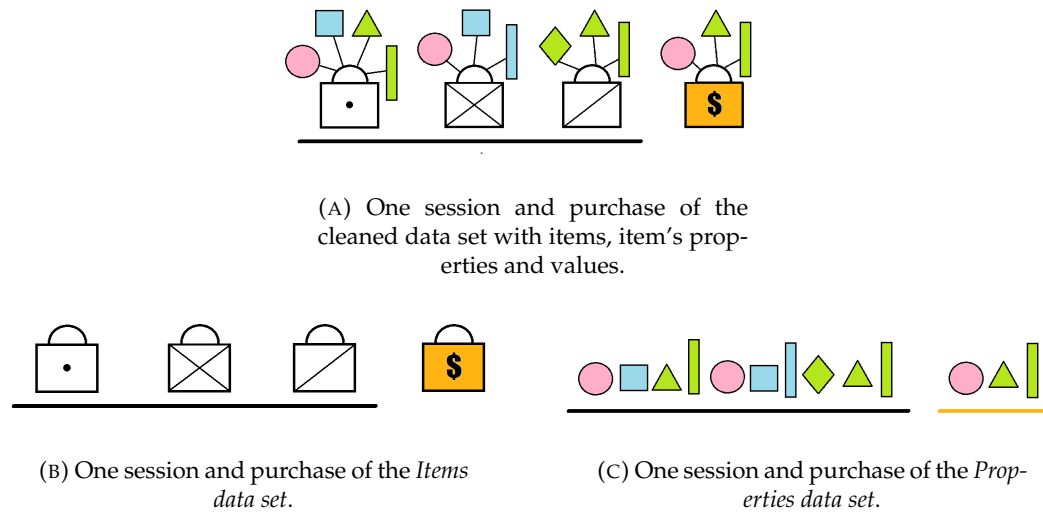 $
(A) One session and purchase of the
cleaned data set with items, item's prop-
erties and values.
$
(B) One session and purchase of the Items
data set.
(C) One session and purchase of the Prop-
erties data set.